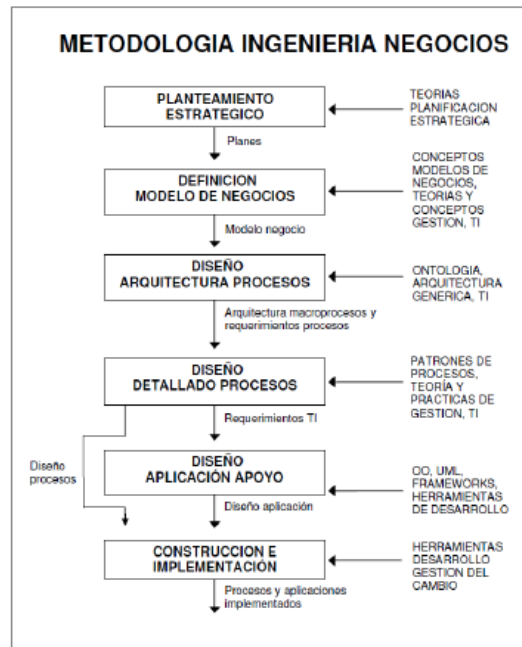 METODOLOGIA INGENIERIA NEGOCIOS
PLANTEAMIENTO
ESTRATEGICO
TEORIAS
PLANIFICACION
ESTRATEGICA
Planes
DEFINICION
MODELO DE NEGOCIOS
CONCEPTOS
MODELOS DE
NEGOCIOS,
TEORIAS Y
CONCEPTOS
GESTION, TI
Modelo negocio
DISEÑO
ARQUITECTURA PROCESOS
ONTOLOGIA,
ARQUITECTURA
GENERICA, TI
Arquitectura macroprocesos y
requerimientos procesos
DISEÑO
DETALLADO PROCESOS
PATRONES DE
PROCESOS,
TEORÍA Y
PRACTICAS DE
GESTION, TI
Requerimientos TI
Diseño
procesos
DISEÑO
APLICACIÓN APOYO
OO, UML,
FRAMEWORKS,
HERRAMIENTAS
DE DESARROLLO
Diseño aplicación
CONSTRUCCION E
IMPLEMENTACIÓN
HERRAMIENTAS
DESARROLLO
GESTION DEL
CAMBIO
Procesos y aplicaciones
implementados